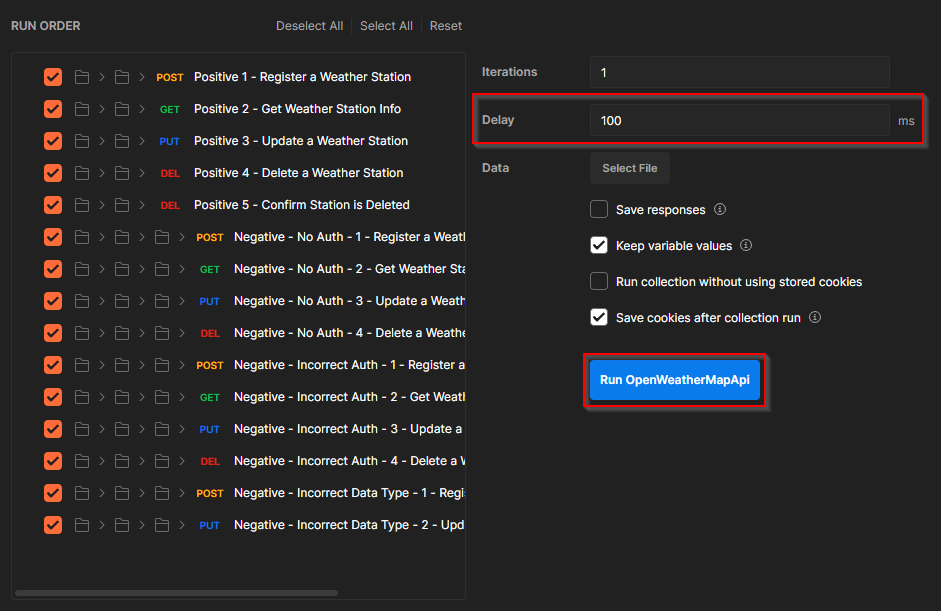 RUN ORDER Deselect All Select All Reset
POST Positive 1 - Register a Weather Station
GET Positive 2 - Get Weather Station Info
PUT Positive 3 - Update a Weather Station
DEL Positive 4 - Delete a Weather Station
DEL Positive 5 - Confirm Station is Deleted
POST Negative - No Auth - 1 - Register a Weatl
GET Negative - No Auth - 2 - Get Weather Sta
PUT Negative - No Auth - 3 - Update a Weath
DEL Negative - No Auth - 4 - Delete a Weathe
POST Negative - Incorrect Auth - 1 - Register a
GET Negative - Incorrect Auth - 2 - Get Weatl
PUT Negative - Incorrect Auth - 3 - Update a
DEL Negative - Incorrect Auth - 4 - Delete a W
POST Negative - Incorrect Data Type - 1 - Regi
PUT Negative - Incorrect Data Type - 2 - Upd
Iterations 1
Delay 100 ms
Data Select File
Save responses
Keep variable values
Run collection without using stored cookies
Save cookies after collection run
Run OpenWeatherMapApi